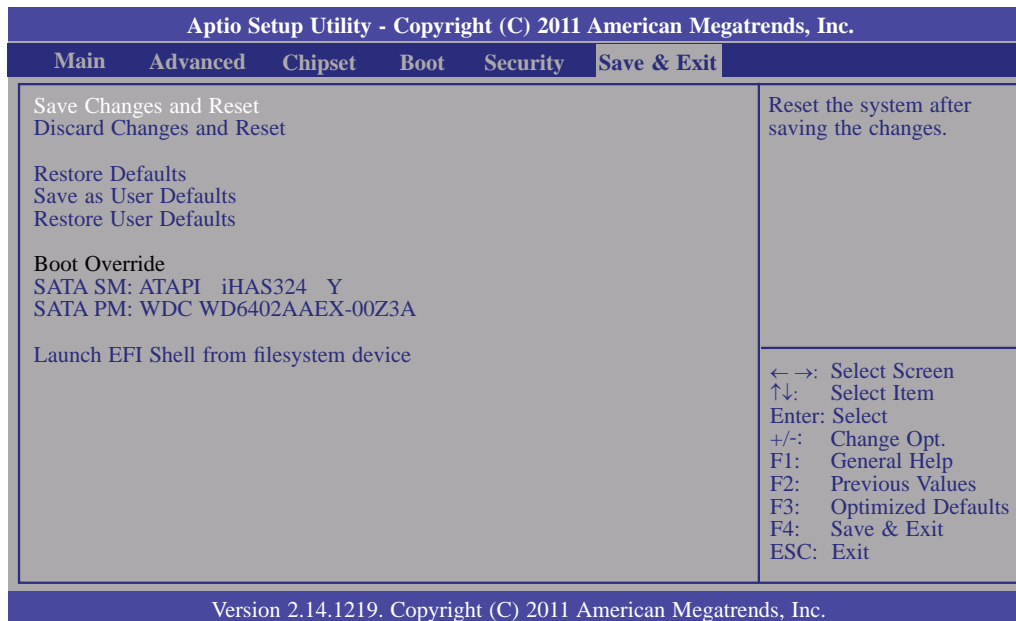 Aptio Setup Utility - Copyright (C) 2011 American Megatrends, Inc.
Main Advanced Chipset Boot Security Save & Exit
Save Changes and Reset
Discard Changes and Reset
Restore Defaults
Save as User Defaults
Restore User Defaults
Boot Override
SATA SM: ATAPI iHAS324 Y
SATA PM: WDC WD6402AAEX-00Z3A
Launch EFI Shell from filesystem device
Reset the system after
saving the changes.
← →: Select Screen
↑↓: Select Item
Enter: Select
+/-: Change Opt.
F1: General Help
F2: Previous Values
F3: Optimized Defaults
F4: Save & Exit
ESC: Exit
Version 2.14.1219. Copyright (C) 2011 American Megatrends, Inc.